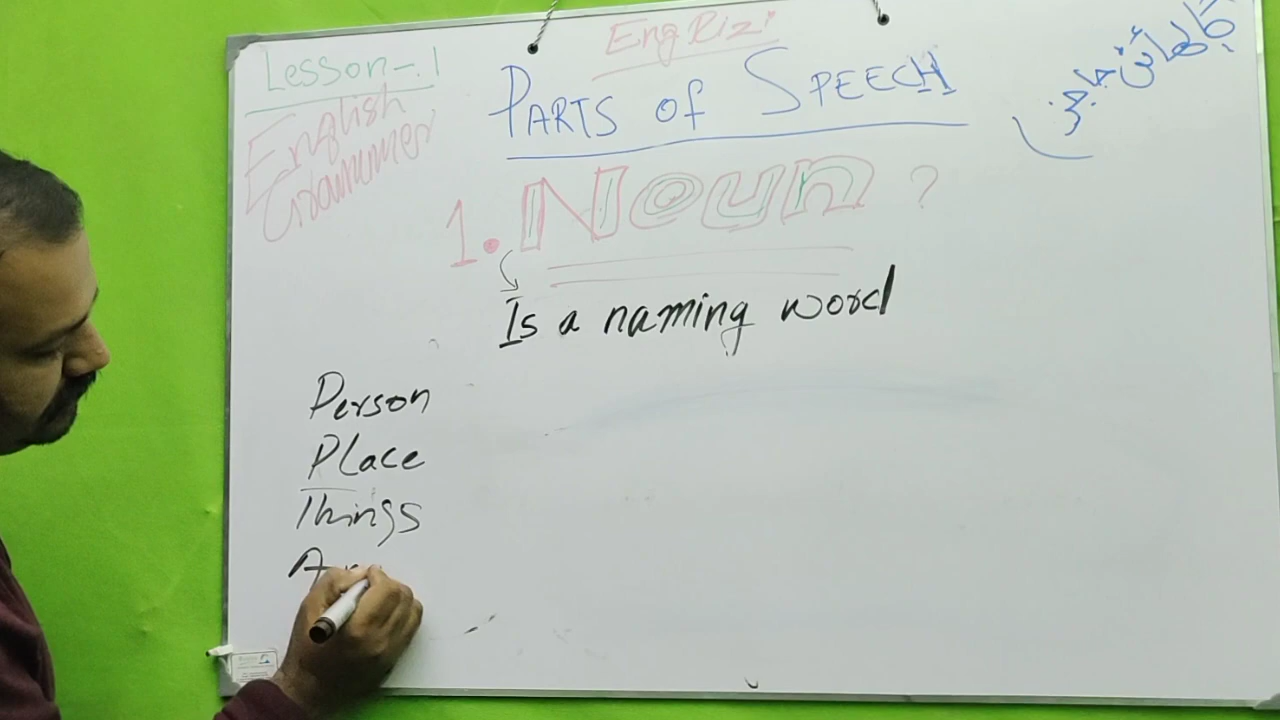 Lesson-.1
English
Grammer
Eng Rizi
PARTS of SPEECH
1. Noun ?
Is a naming word
Person
Place
Things